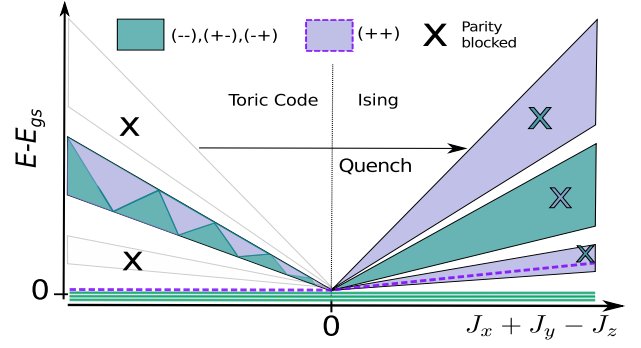 (--),(+-),(-+)
(++)
X Parity
blocked
Toric Code
Ising
X
X
E-E_gs
Quench
X
X
X
0
0
J_x + J_y − J_z